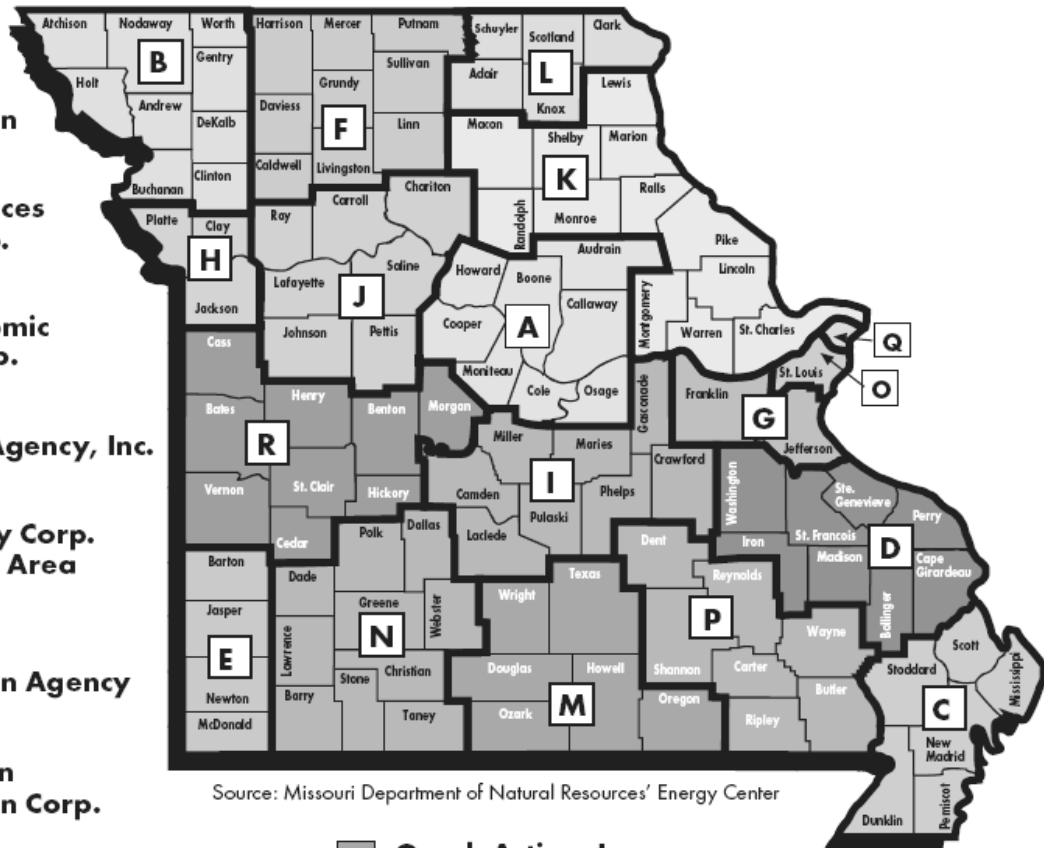 Atchison Nodaway Worth Harrison Mercer Putnam Schuyler Scotland Clark
B Gentry Sullivan L
Holt Grundy Adair Lewis
n Andrew DeKalb Daviess F Linn Knox
Macon Shelby Marion
Buchanan Clinton Caldwell Livingston K
ces Platte Clay Ray Carroll Chariton Randolph Monroe Ralls
. H Audrain Pike
Lafayette J Saline Howard Boone Lincoln
omic Jackson Callaway Montgomery
p. Cass Johnson Pettis Cooper A Warren St. Charles Q
Moniteau Cole Osage St. Louis O
Bates Henry Benton Morgan Gasconade Franklin G
Agency, Inc. R Miller Maries Jefferson
Vernon St. Clair Hickory Camden I Phelps Crawford Washington Ste. Genevieve
y Corp. Pulaski Perry
Area Cedar Polk Dallas Laclede Dent Iron St. Francois D
Barton Dade Texas Reynolds Madison Cape Girardeau
Jasper Greene Webster Wright Bollinger
E Lawrence N P Wayne Scott
n Agency Newton Stone Christian Douglas Howell Shannon Carter Stoddard Mississippi
McDonald Barry Taney Ozark M Oregon Ripley Butler C
n New Madrid
n Corp. Source: Missouri Department of Natural Resources' Energy Center
Dunklin Pemiscot